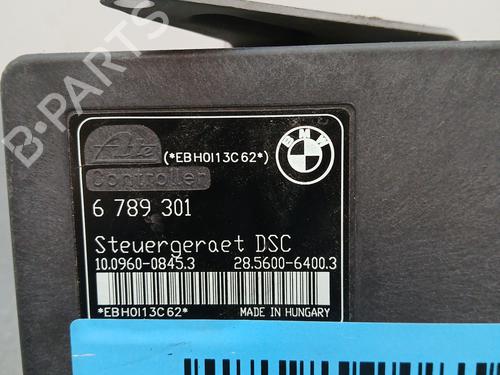 Ate (*EBH0I13C62*) BMW
Controller
6 789 301
Steuergeraet DSC
10.0960-0845.3 28.5600-6400.3
*EBH0I13C62* MADE IN HUNGARY
B-PARTS